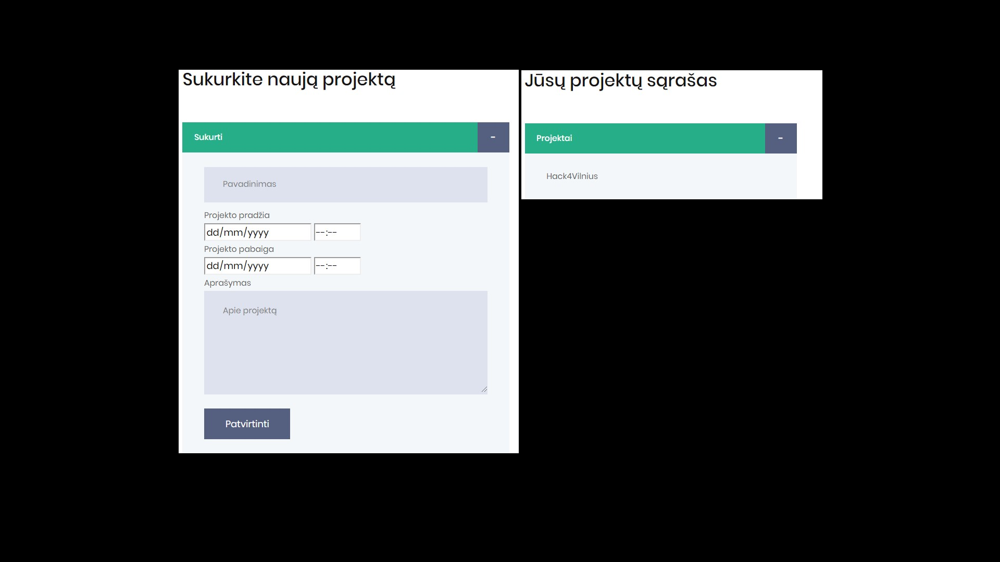 Sukurkite naują projektą
Sukurti
-
Pavadinimas
Projekto pradžia
dd/mm/yyyy --:--
Projekto pabaiga
dd/mm/yyyy --:--
Aprašymas
Apie projektą
Patvirtinti
Jūsų projektų sąrašas
Projektai
-
Hack4Vilnius